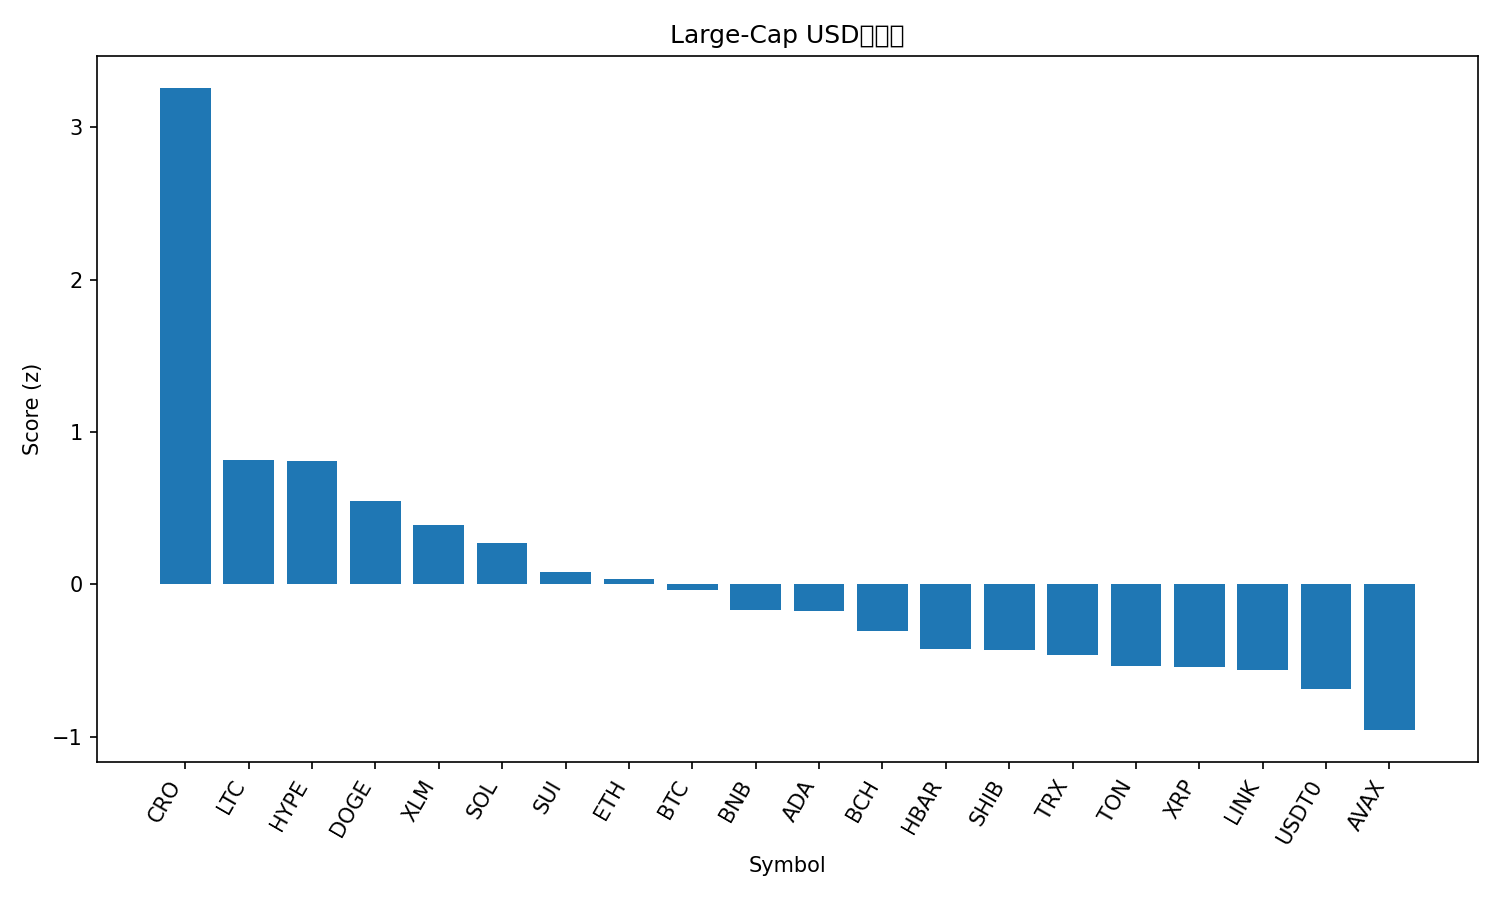 Large-Cap USD
Score (z)
3
2
1
0
−1
CRO
LTC
HYPE
DOGE
XLM
SOL
SUI
ETH
BTC
BNB
ADA
BCH
HBAR
SHIB
TRX
TON
XRP
LINK
USDT0
AVAX
Symbol